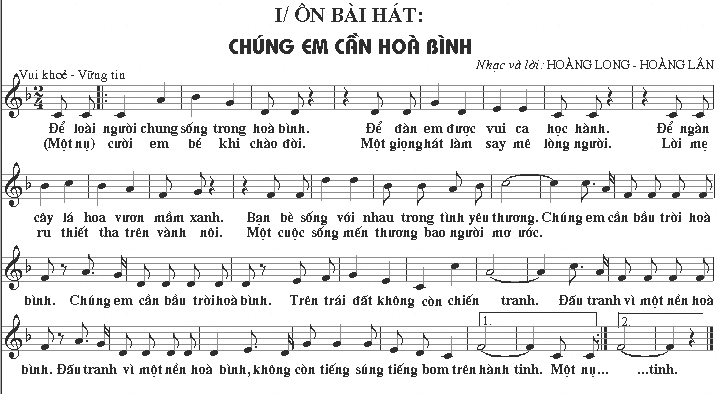 I/ ÔN BÀI HÁT:
CHÚNG EM CẦN HOÀ BÌNH
Vui khoẻ - Vững tin
Nhạc và lời: HOÀNG LONG - HOÀNG LÂN
2
4
Để loài người chung sống trong hoà bình. Để đàn em được vui ca học hành. Để ngàn
(Một nụ) cười em bé khi chào đời. Một giọng hát làm say mê lòng người. Lời mẹ
cây lá hoa vươn mầm xanh. Bạn bè sống với nhau trong tình yêu thương. Chúng em cần bầu trời hoà
ru thiết tha trên vành nôi. Một cuộc sống mến thương bao người mơ ước.
bình. Chúng em cần bầu trời hoà bình. Trên trái đất không còn chiến tranh. Đấu tranh vì một nền hoà
1. 2.
bình. Đấu tranh vì một nền hoà bình, không còn tiếng súng tiếng bom trên hành tinh. Một nụ... ...tinh.